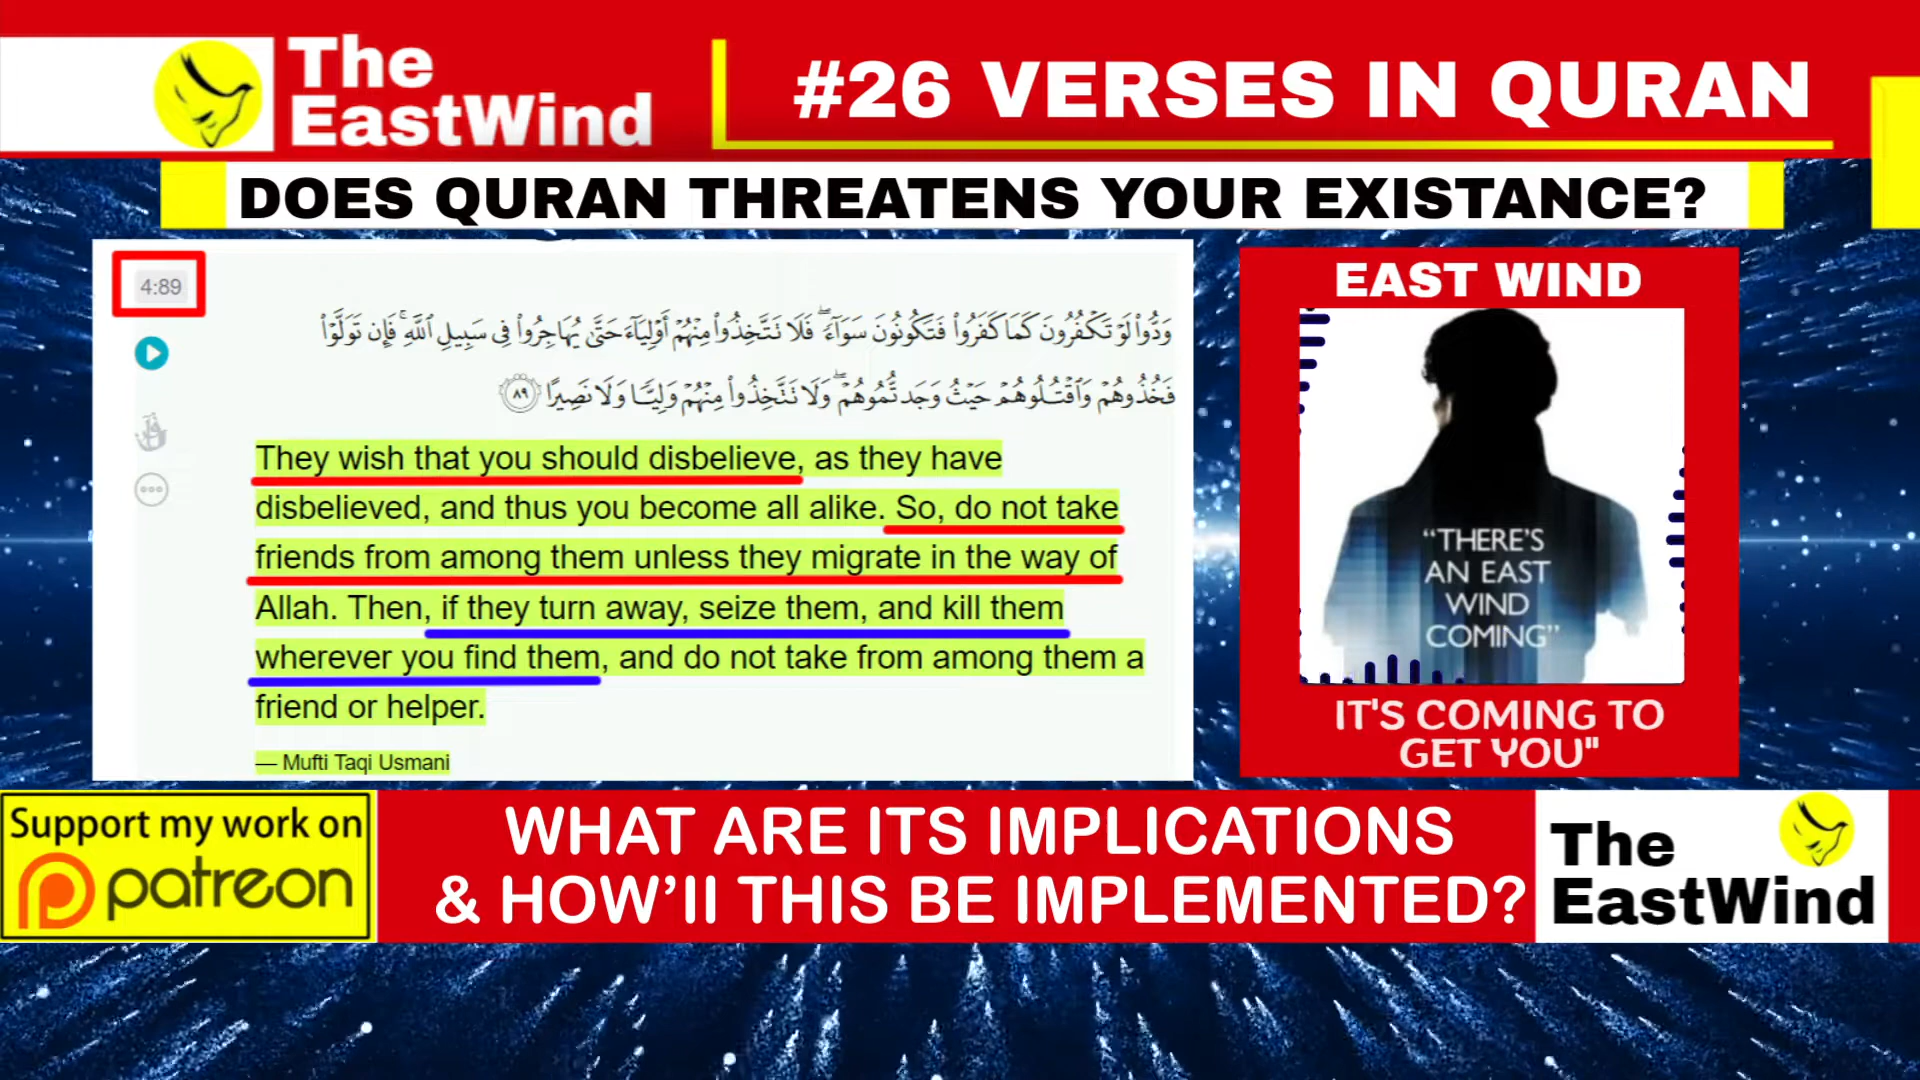 The
EastWind
#26 VERSES IN QURAN
DOES QURAN THREATENS YOUR EXISTANCE?
4:89
وَدُّوا۟ لَوْ تَكْفُرُونَ كَمَا كَفَرُوا۟ فَتَكُونُونَ سَوَآءً ۖ فَلَا تَتَّخِذُوا۟ مِنْهُمْ أَوْلِيَآءَ حَتَّىٰ يُهَاجِرُوا۟ فِى سَبِيلِ ٱللَّهِ ۚ فَإِن تَوَلَّوْا۟
فَخُذُوهُمْ وَٱقْتُلُوهُمْ حَيْثُ وَجَدتُّمُوهُمْ ۖ وَلَا تَتَّخِذُوا۟ مِنْهُمْ وَلِيًّا وَلَا نَصِيرًا ٨٩
They wish that you should disbelieve, as they have
disbelieved, and thus you become all alike. So, do not take
friends from among them unless they migrate in the way of
Allah. Then, if they turn away, seize them, and kill them
wherever you find them, and do not take from among them a
friend or helper.
— Mufti Taqi Usmani
EAST WIND
“THERE'S
AN EAST
WIND
COMING”
IT'S COMING TO
GET YOU"
Support my work on
patreon
WHAT ARE ITS IMPLICATIONS
& HOW’II THIS BE IMPLEMENTED?
The
EastWind